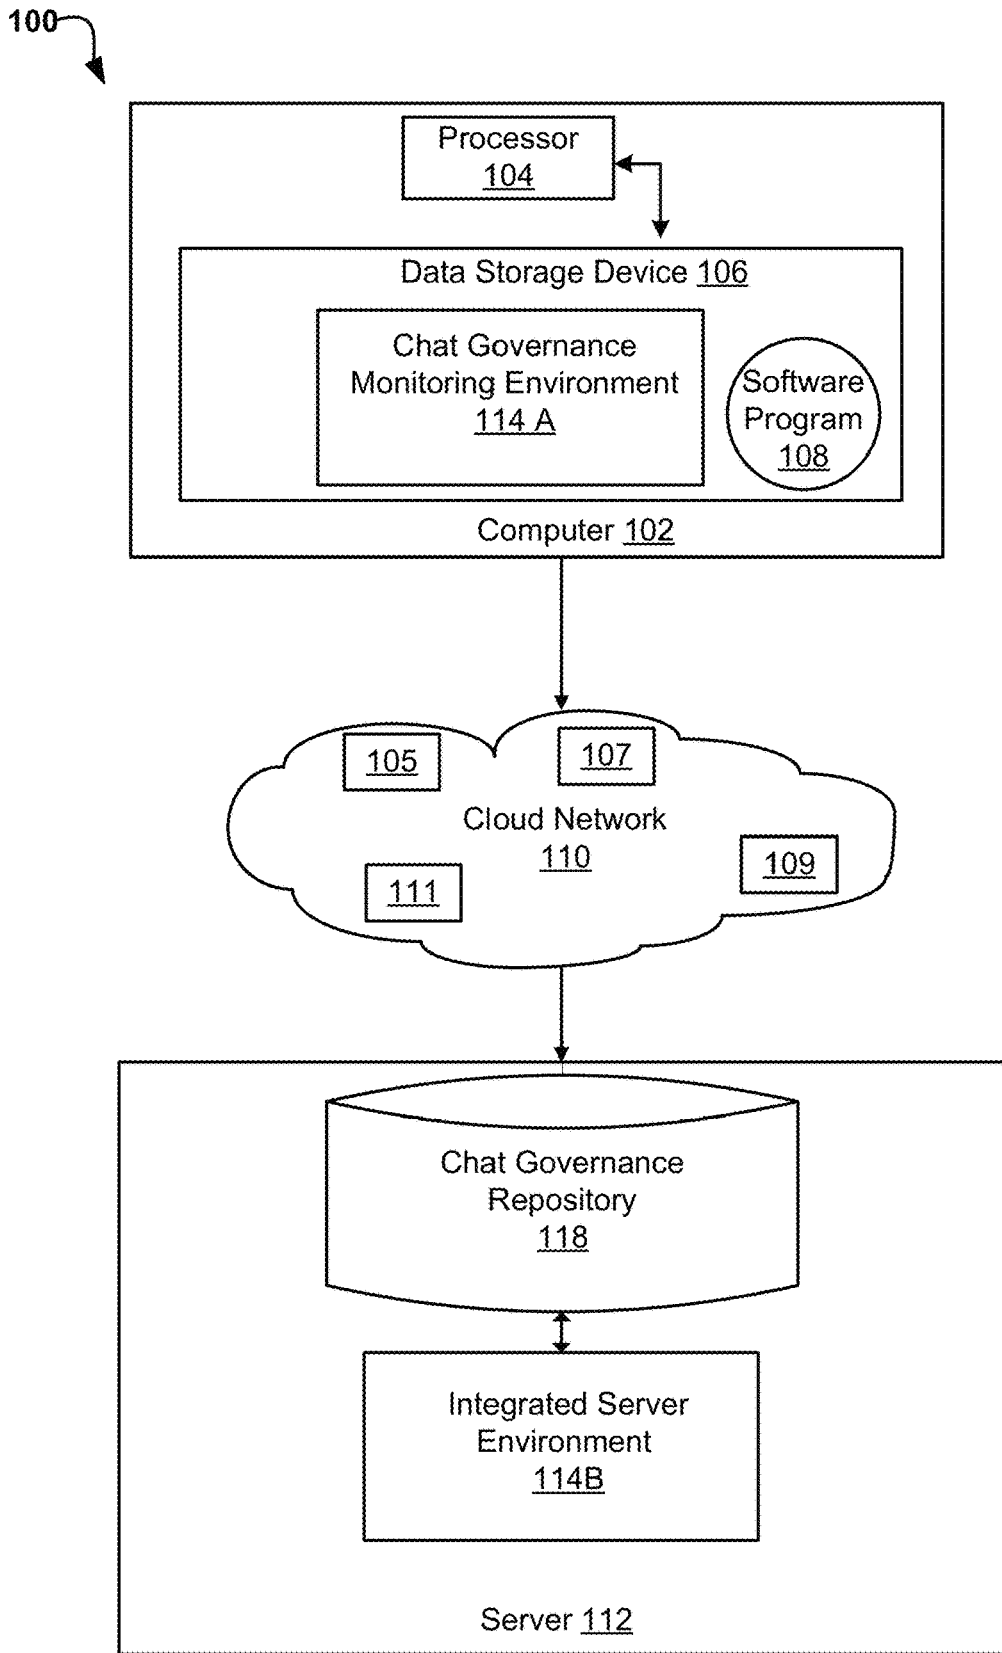 100
Processor
104
Data Storage Device 106
Chat Governance
Monitoring Environment
114 A
Software
Program
108
Computer 102
105
107
Cloud Network
110
109
111
Chat Governance
Repository
118
Integrated Server
Environment
114B
Server 112